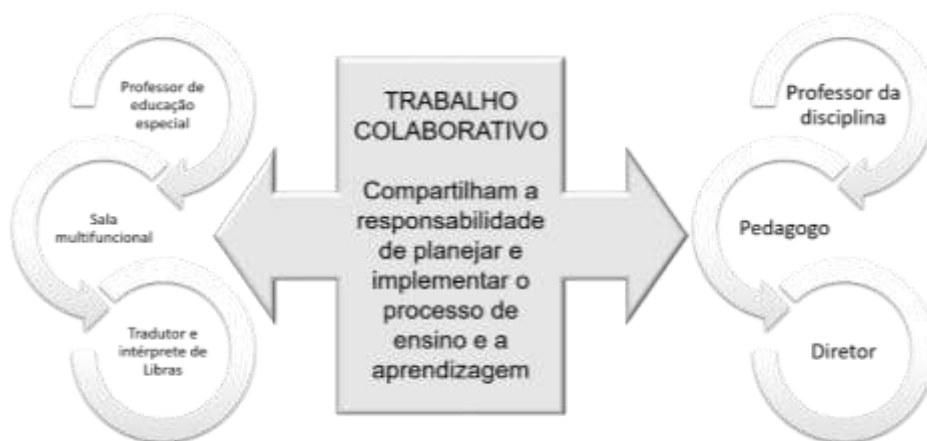 Professor de
educação
especial
Sala
multifuncional
Tradutor e
intérprete de
Libras
TRABALHO
COLABORATIVO
Compartilham a
responsabilidade
de planejar e
implementar o
processo de
ensino e a
aprendizagem
Professor da
disciplina
Pedagogo
Diretor